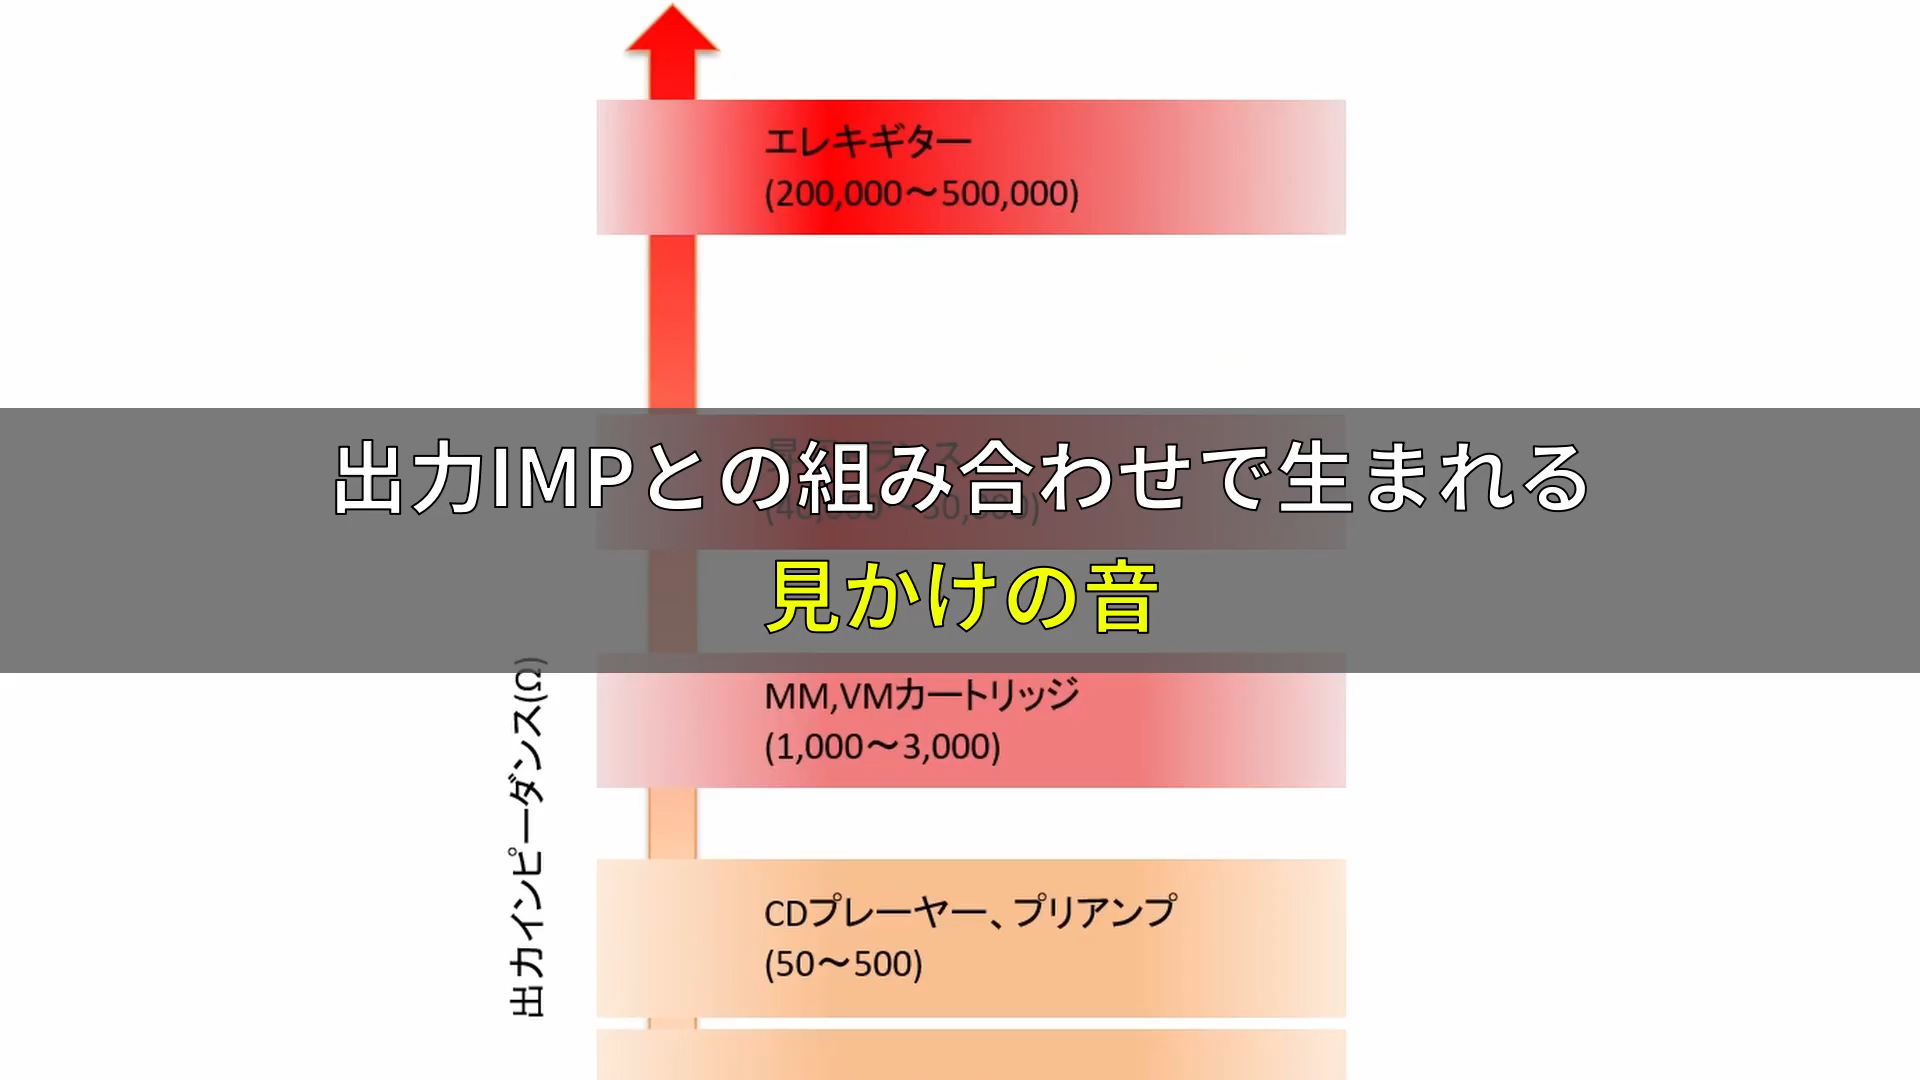 エレキギター
(200,000～500,000)
出力IMPとの組み合わせで生まれる
見かけの音
MM,VMカートリッジ
(1,000～3,000)
CDプレーヤー、プリアンプ
(50～500)
出力インピーダンス(Ω)